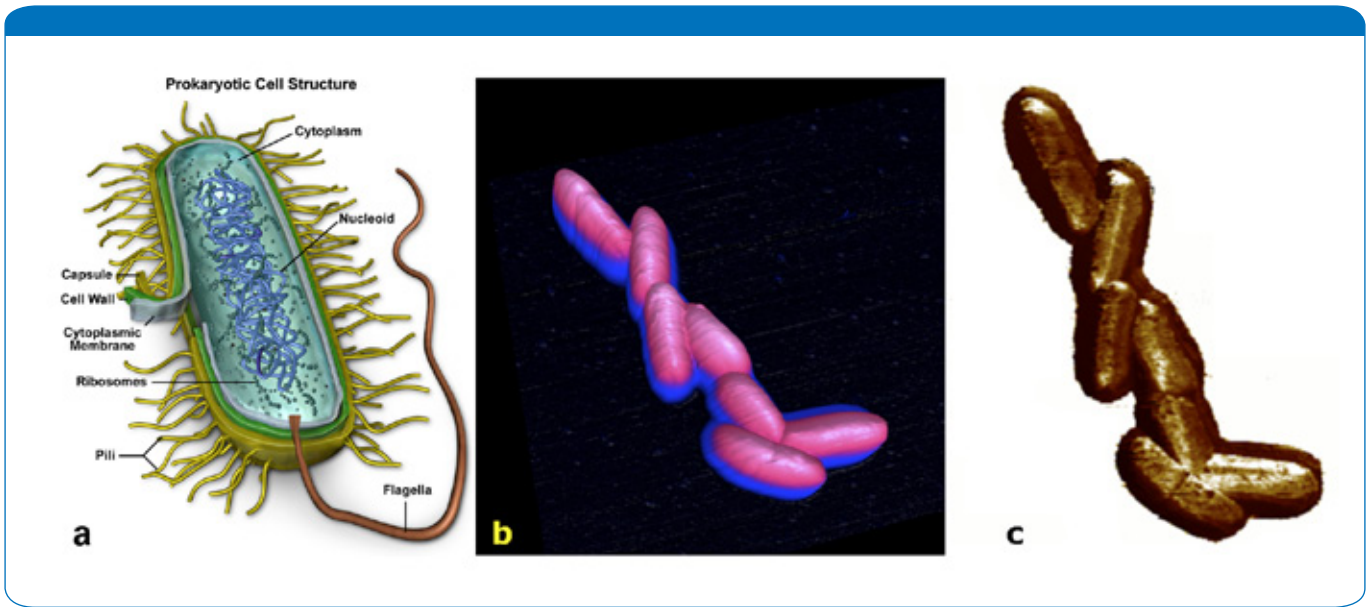 Prokaryotic Cell Structure
Cytoplasm
Nucleoid
Capsule
Cell Wall
Cytoplasmic
Membrane
Ribosomes
Pili
Flagella
a
b
c